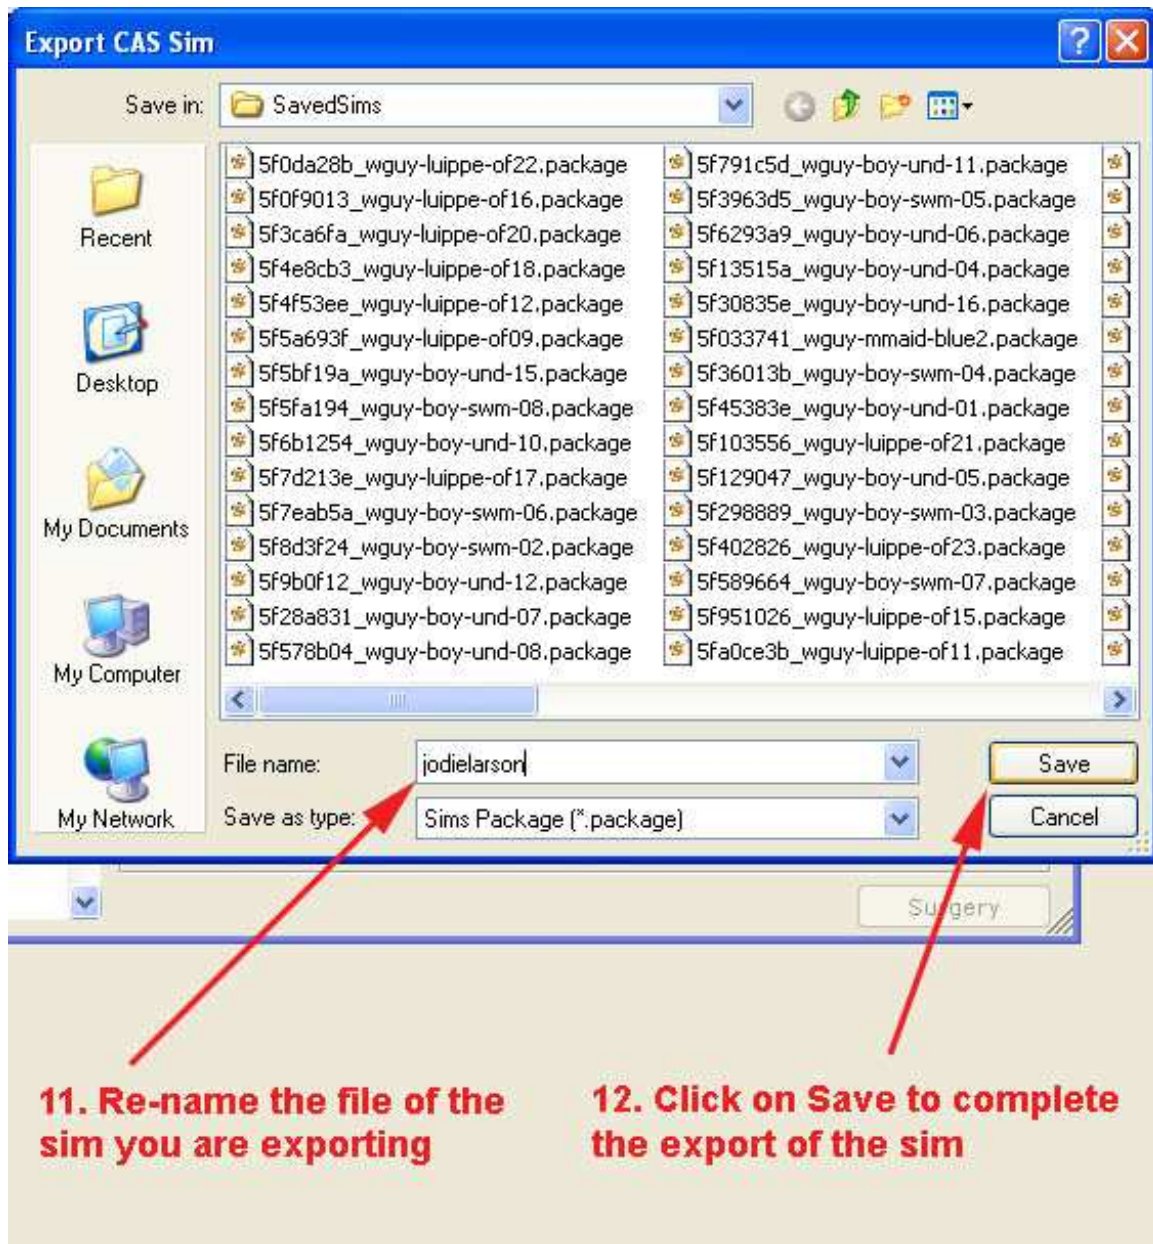 Export CAS Sim
Save in:
SavedSims
Recent
Desktop
My Documents
My Computer
My Network
5f0da28b_wguy-luippe-of22.package
5f0f9013_wguy-luippe-of16.package
5f3ca6fa_wguy-luippe-of20.package
5f4e8cb3_wguy-luippe-of18.package
5f4f53ee_wguy-luippe-of12.package
5f5a693f_wguy-luippe-of09.package
5f5bf19a_wguy-boy-und-15.package
5f5fa194_wguy-boy-swm-08.package
5f6b1254_wguy-boy-und-10.package
5f7d213e_wguy-luippe-of17.package
5f7eab5a_wguy-boy-swm-06.package
5f8d3f24_wguy-boy-swm-02.package
5f9b0f12_wguy-boy-und-12.package
5f28a831_wguy-boy-und-07.package
5f578b04_wguy-boy-und-08.package
5f791c5d_wguy-boy-und-11.package
5f3963d5_wguy-boy-swm-05.package
5f6293a9_wguy-boy-und-06.package
5f13515a_wguy-boy-und-04.package
5f30835e_wguy-boy-und-16.package
5f033741_wguy-mmaid-blue2.package
5f36013b_wguy-boy-swm-04.package
5f45383e_wguy-boy-und-01.package
5f103556_wguy-luippe-of21.package
5f129047_wguy-boy-und-05.package
5f298889_wguy-boy-swm-03.package
5f402826_wguy-luippe-of23.package
5f589664_wguy-boy-swm-07.package
5f951026_wguy-luippe-of15.package
5fa0ce3b_wguy-luippe-of11.package
File name:
jodielarson
Save
Save as type:
Sims Package (*.package)
Cancel
Surgery
11. Re-name the file of the
sim you are exporting
12. Click on Save to complete
the export of the sim